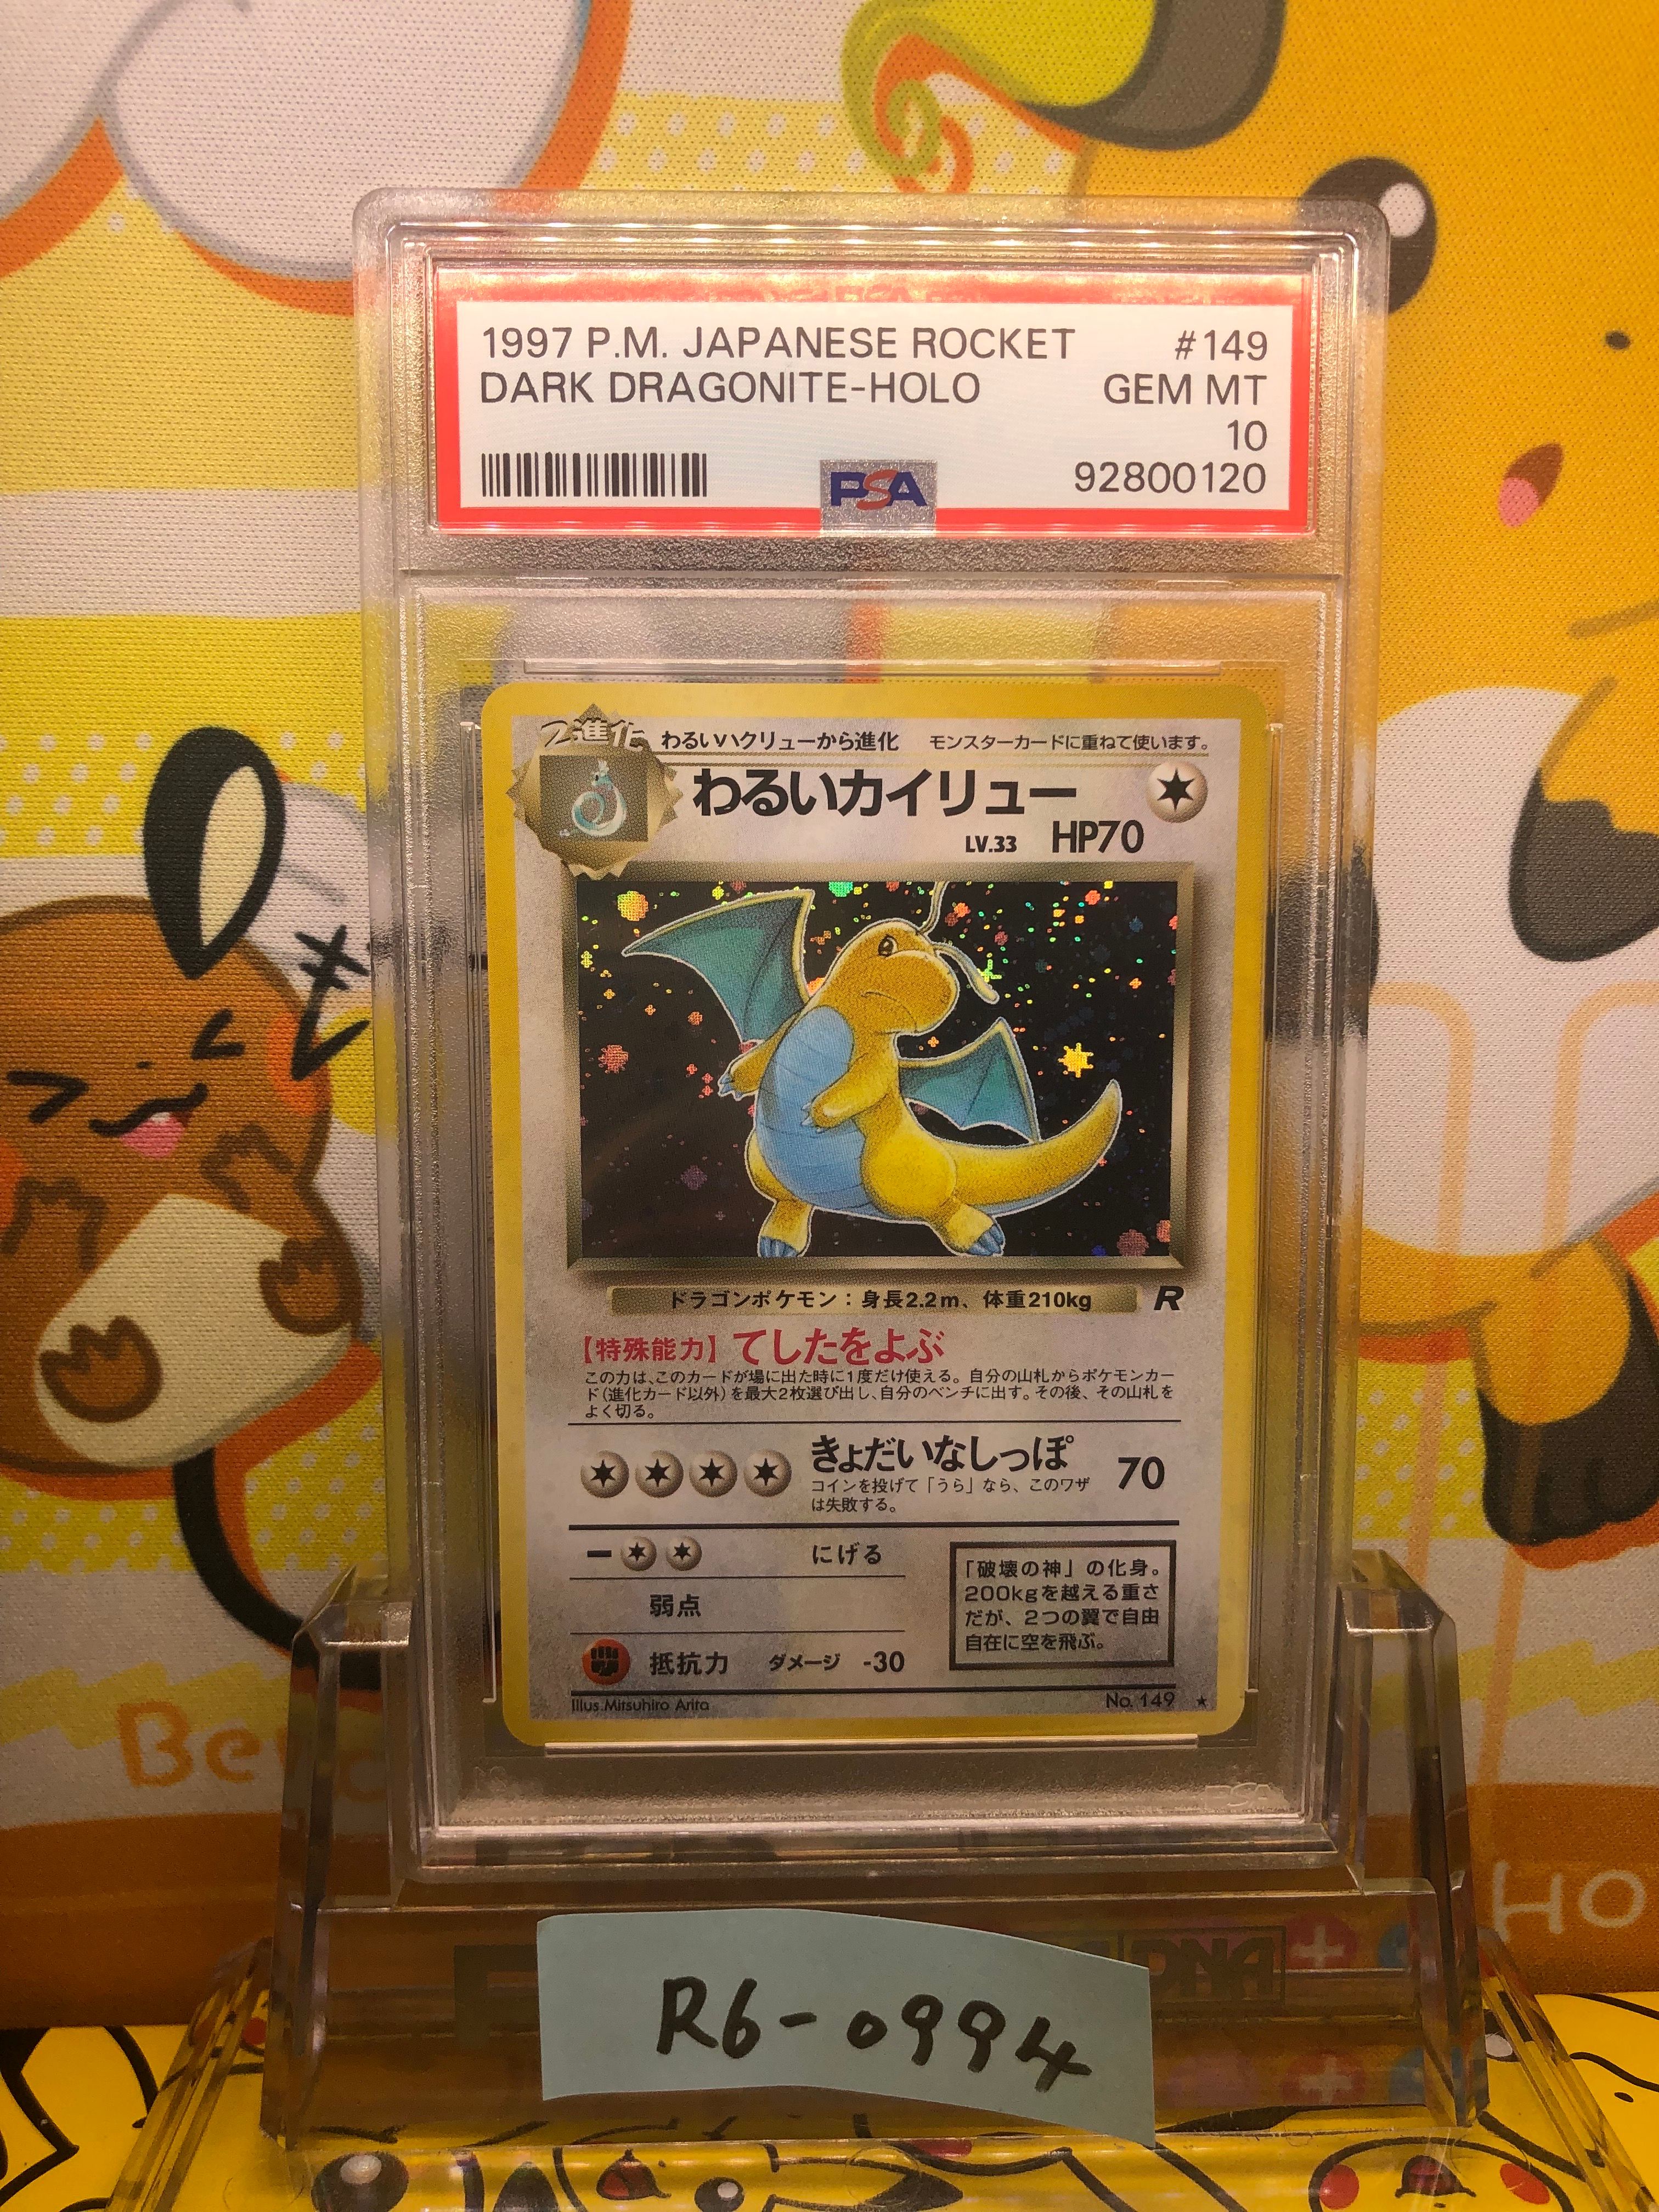 1997 P.M. JAPANESE ROCKET #149
DARK DRAGONITE-HOLO GEM MT
10
PSA 92800120
2進化 わるいハクリューから進化 モンスターカードに重ねて使います。
わるいカイリュー
LV.33 HP70
ドラゴンポケモン：身長2.2m、体重210kg R
【特殊能力】てしたをよぶ
この力は、このカードが場に出た時に1度だけ使える。自分の山札からポケモンカー
ド（進化カード以外）を最大2枚選び出し、自分のベンチに出す。その後、その山札を
よく切る。
きょだいなしっぽ 70
コインを投げて「うら」なら、このワザ
は失敗する。
にげる
弱点
抵抗力 ダメージ -30
「破壊の神」の化身。
200kgを越える重さ
だが、2つの翼で自由
自在に空を飛ぶ。
Illus.Mitsuhiro Arita No.149 ★
PSA
R6-0994
DNA
Be
HO